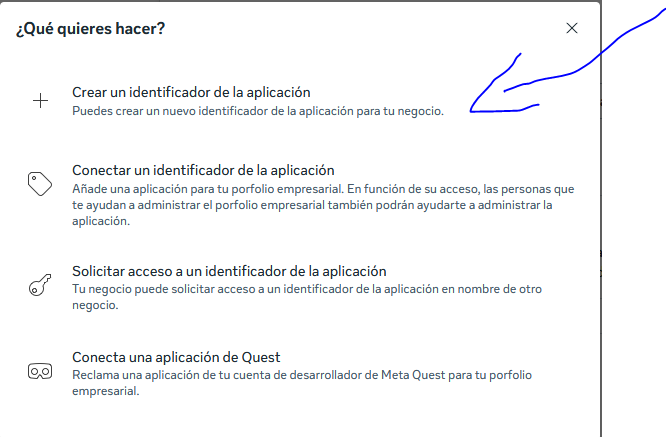 ¿Qué quieres hacer?
Crear un identificador de la aplicación
Puedes crear un nuevo identificador de la aplicación para tu negocio.
Conectar un identificador de la aplicación
Añade una aplicación para tu porfolio empresarial. En función de su acceso, las personas que
te ayudan a administrar el porfolio empresarial también podrán ayudarte a administrar la
aplicación.
Solicitar acceso a un identificador de la aplicación
Tu negocio puede solicitar acceso a un identificador de la aplicación en nombre de otro
negocio.
Conecta una aplicación de Quest
Reclama una aplicación de tu cuenta de desarrollador de Meta Quest para tu porfolio
empresarial.